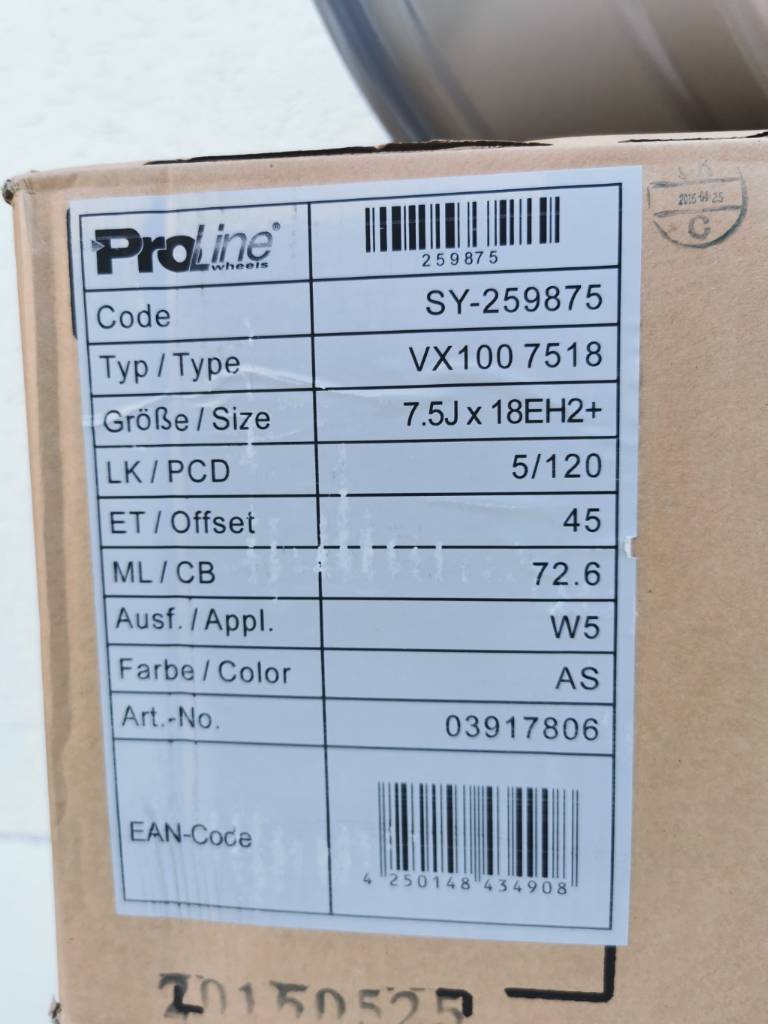 ProLine®
wheels
259875
Code SY-259875
Typ / Type VX100 7518
Größe / Size 7.5J x 18EH2+
LK / PCD 5/120
ET / Offset 45
ML / CB 72.6
Ausf. / Appl. W5
Farbe / Color AS
Art.-No. 03917806
EAN-Code
4 250148 434908
C
20150525